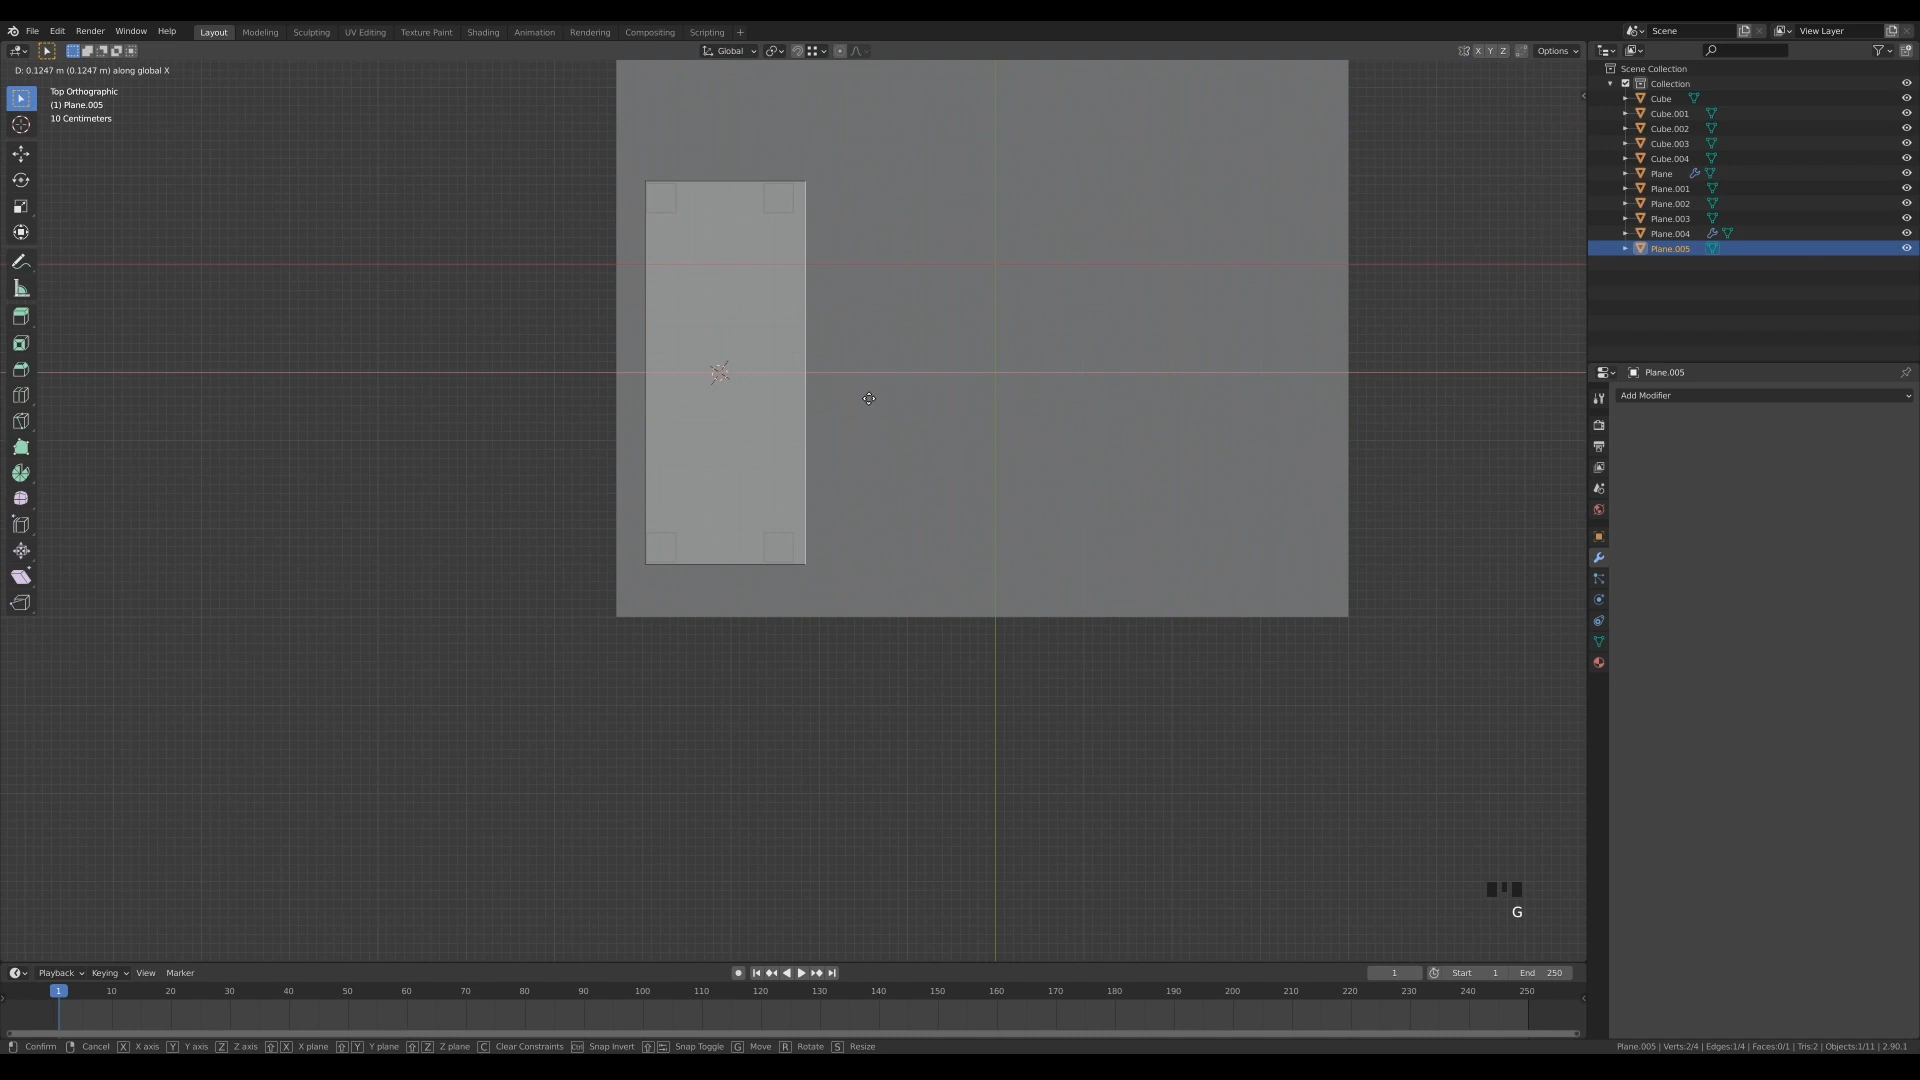 File Edit Render Window Help Layout Modeling Sculpting UV Editing Texture Paint Shading Animation Rendering Compositing Scripting + Scene View Layer
Global X Y Z Options
D: 0.1247 m (0.1247 m) along global X
Top Orthographic
(1) Plane.005
10 Centimeters
Scene Collection
Collection
Cube
Cube.001
Cube.002
Cube.003
Cube.004
Plane
Plane.001
Plane.002
Plane.003
Plane.004
Plane.005
Plane.005
Add Modifier
G
Playback Keying View Marker 1 Start 1 End 250
1 10 20 30 40 50 60 70 80 90 100 110 120 130 140 150 160 170 180 190 200 210 220 230 240 250
Confirm Cancel X X axis Y Y axis Z Z axis X X plane Y Y plane Z Z plane C Clear Constraints Ctrl Snap Invert Snap Toggle G Move R Rotate S Resize Plane.005 | Verts:2/4 | Edges:1/4 | Faces:0/1 | Tris:2 | Objects:1/11 | 2.90.1